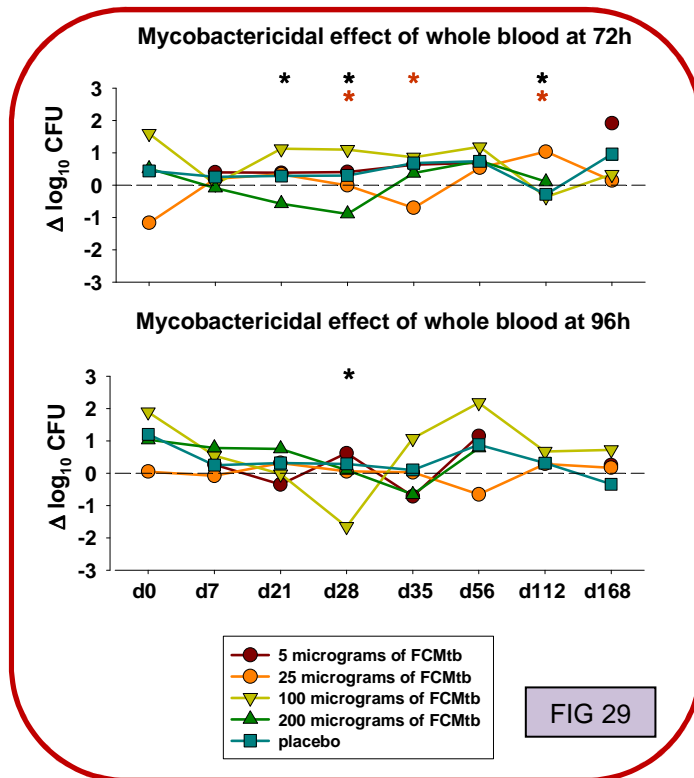 Mycobactericidal effect of whole blood at 72h
* * * *
* *
3
2
1
0
-1
-2
-3
Δ log10 CFU
Mycobactericidal effect of whole blood at 96h
*
3
2
1
0
-1
-2
-3
Δ log10 CFU
d0 d7 d21 d28 d35 d56 d112 d168
5 micrograms of FCMtb
25 micrograms of FCMtb
100 micrograms of FCMtb
200 micrograms of FCMtb
placebo
FIG 29